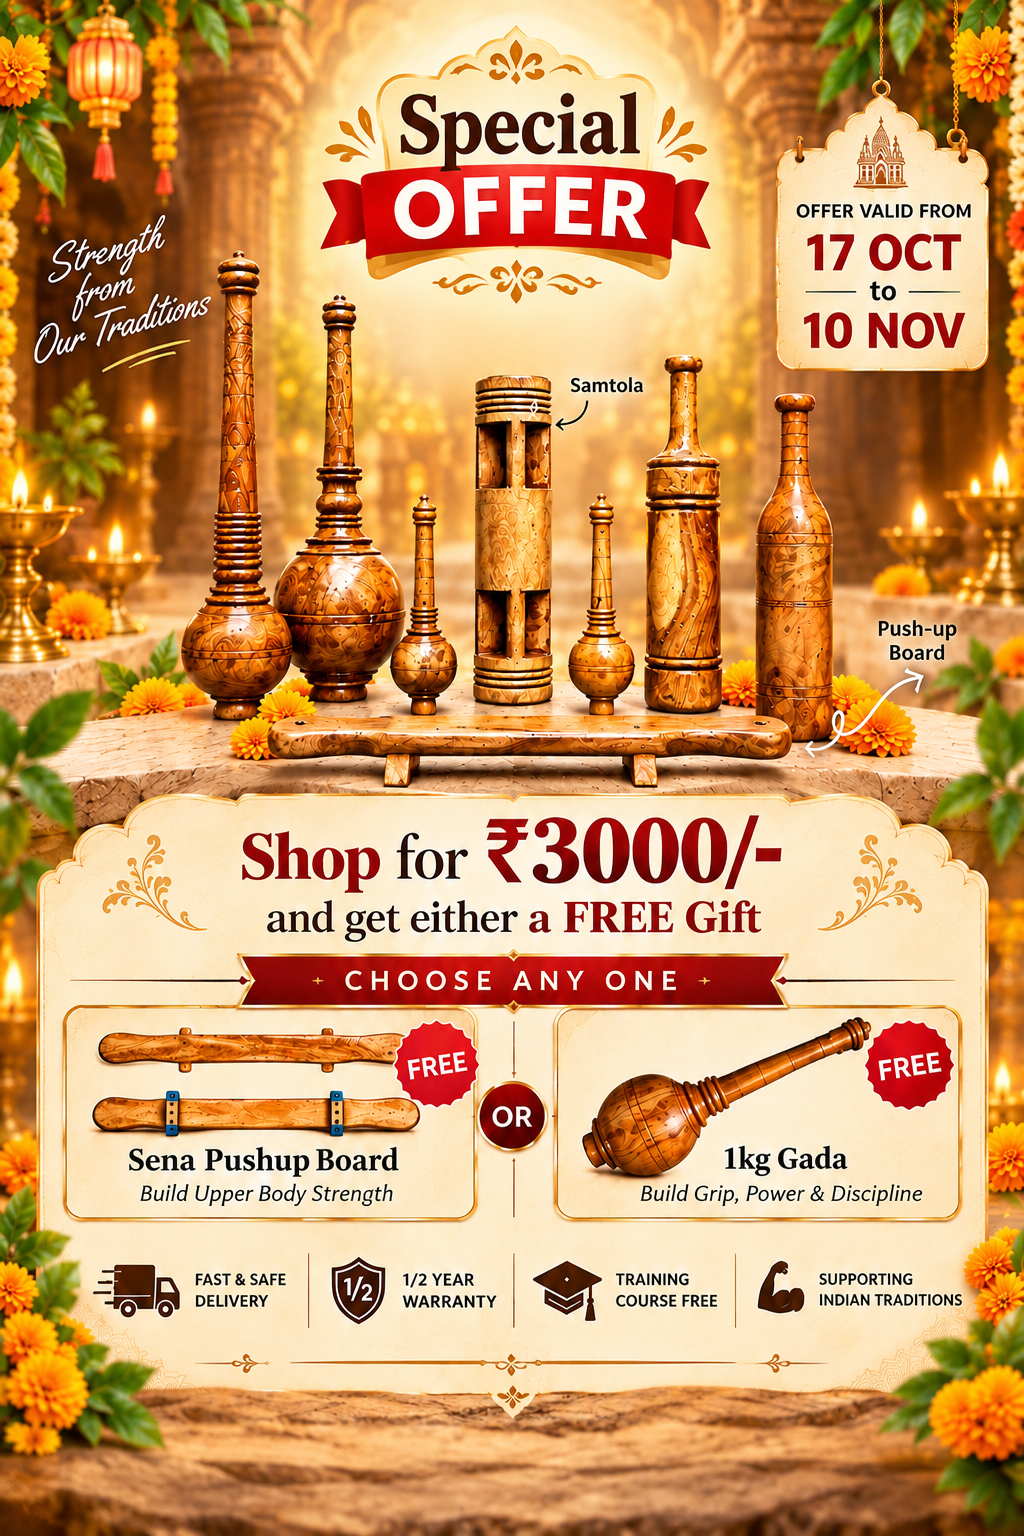 Special
OFFER
OFFER VALID FROM
17 OCT
to
10 NOV
Strength
from
Our Traditions
Samtola
Push-up
Board
Shop for ₹3000/-
and get either a FREE Gift
CHOOSE ANY ONE
FREE
Sena Pushup Board
Build Upper Body Strength
OR
FREE
1kg Gada
Build Grip, Power & Discipline
FAST & SAFE
DELIVERY
1/2
1/2 YEAR
WARRANTY
TRAINING
COURSE FREE
SUPPORTING
INDIAN TRADITIONS